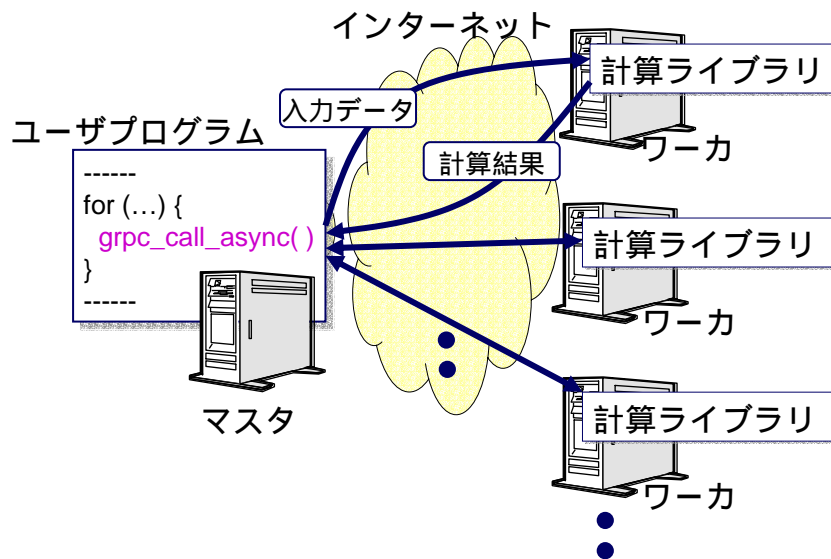 インターネット
計算ライブラリ
入力データ
ユーザプログラム
ワーカ
計算結果
------
for (…) {
grpc_call_async( )
}
------
計算ライブラリ
ワーカ
マスタ
計算ライブラリ
ワーカ